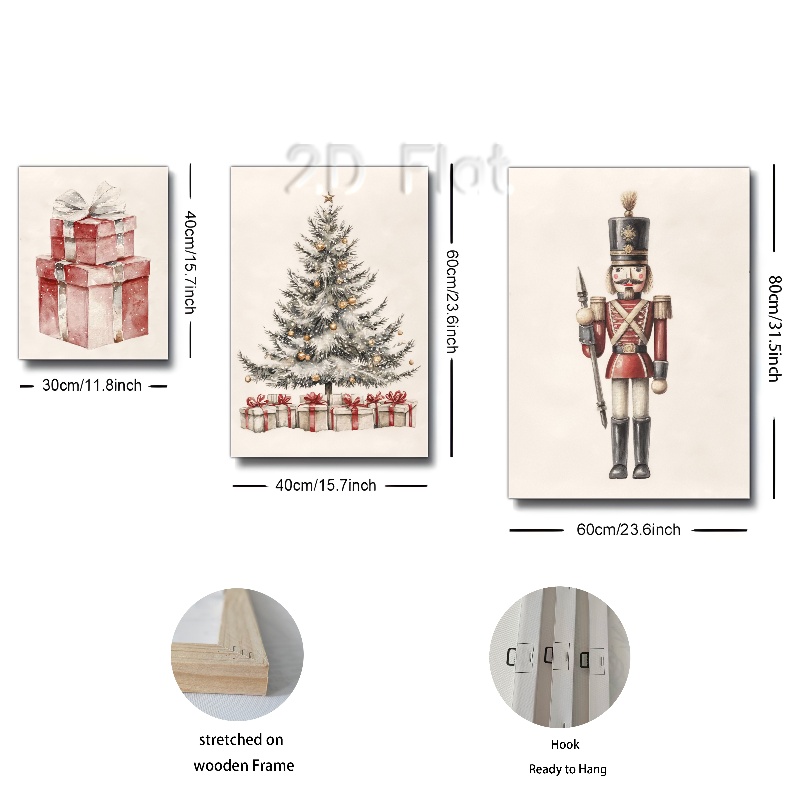 2D Flat
40cm/15.7inch
30cm/11.8inch
60cm/23.6inch
40cm/15.7inch
80cm/31.5inch
60cm/23.6inch
stretched on
wooden Frame
Hook
Ready to Hang